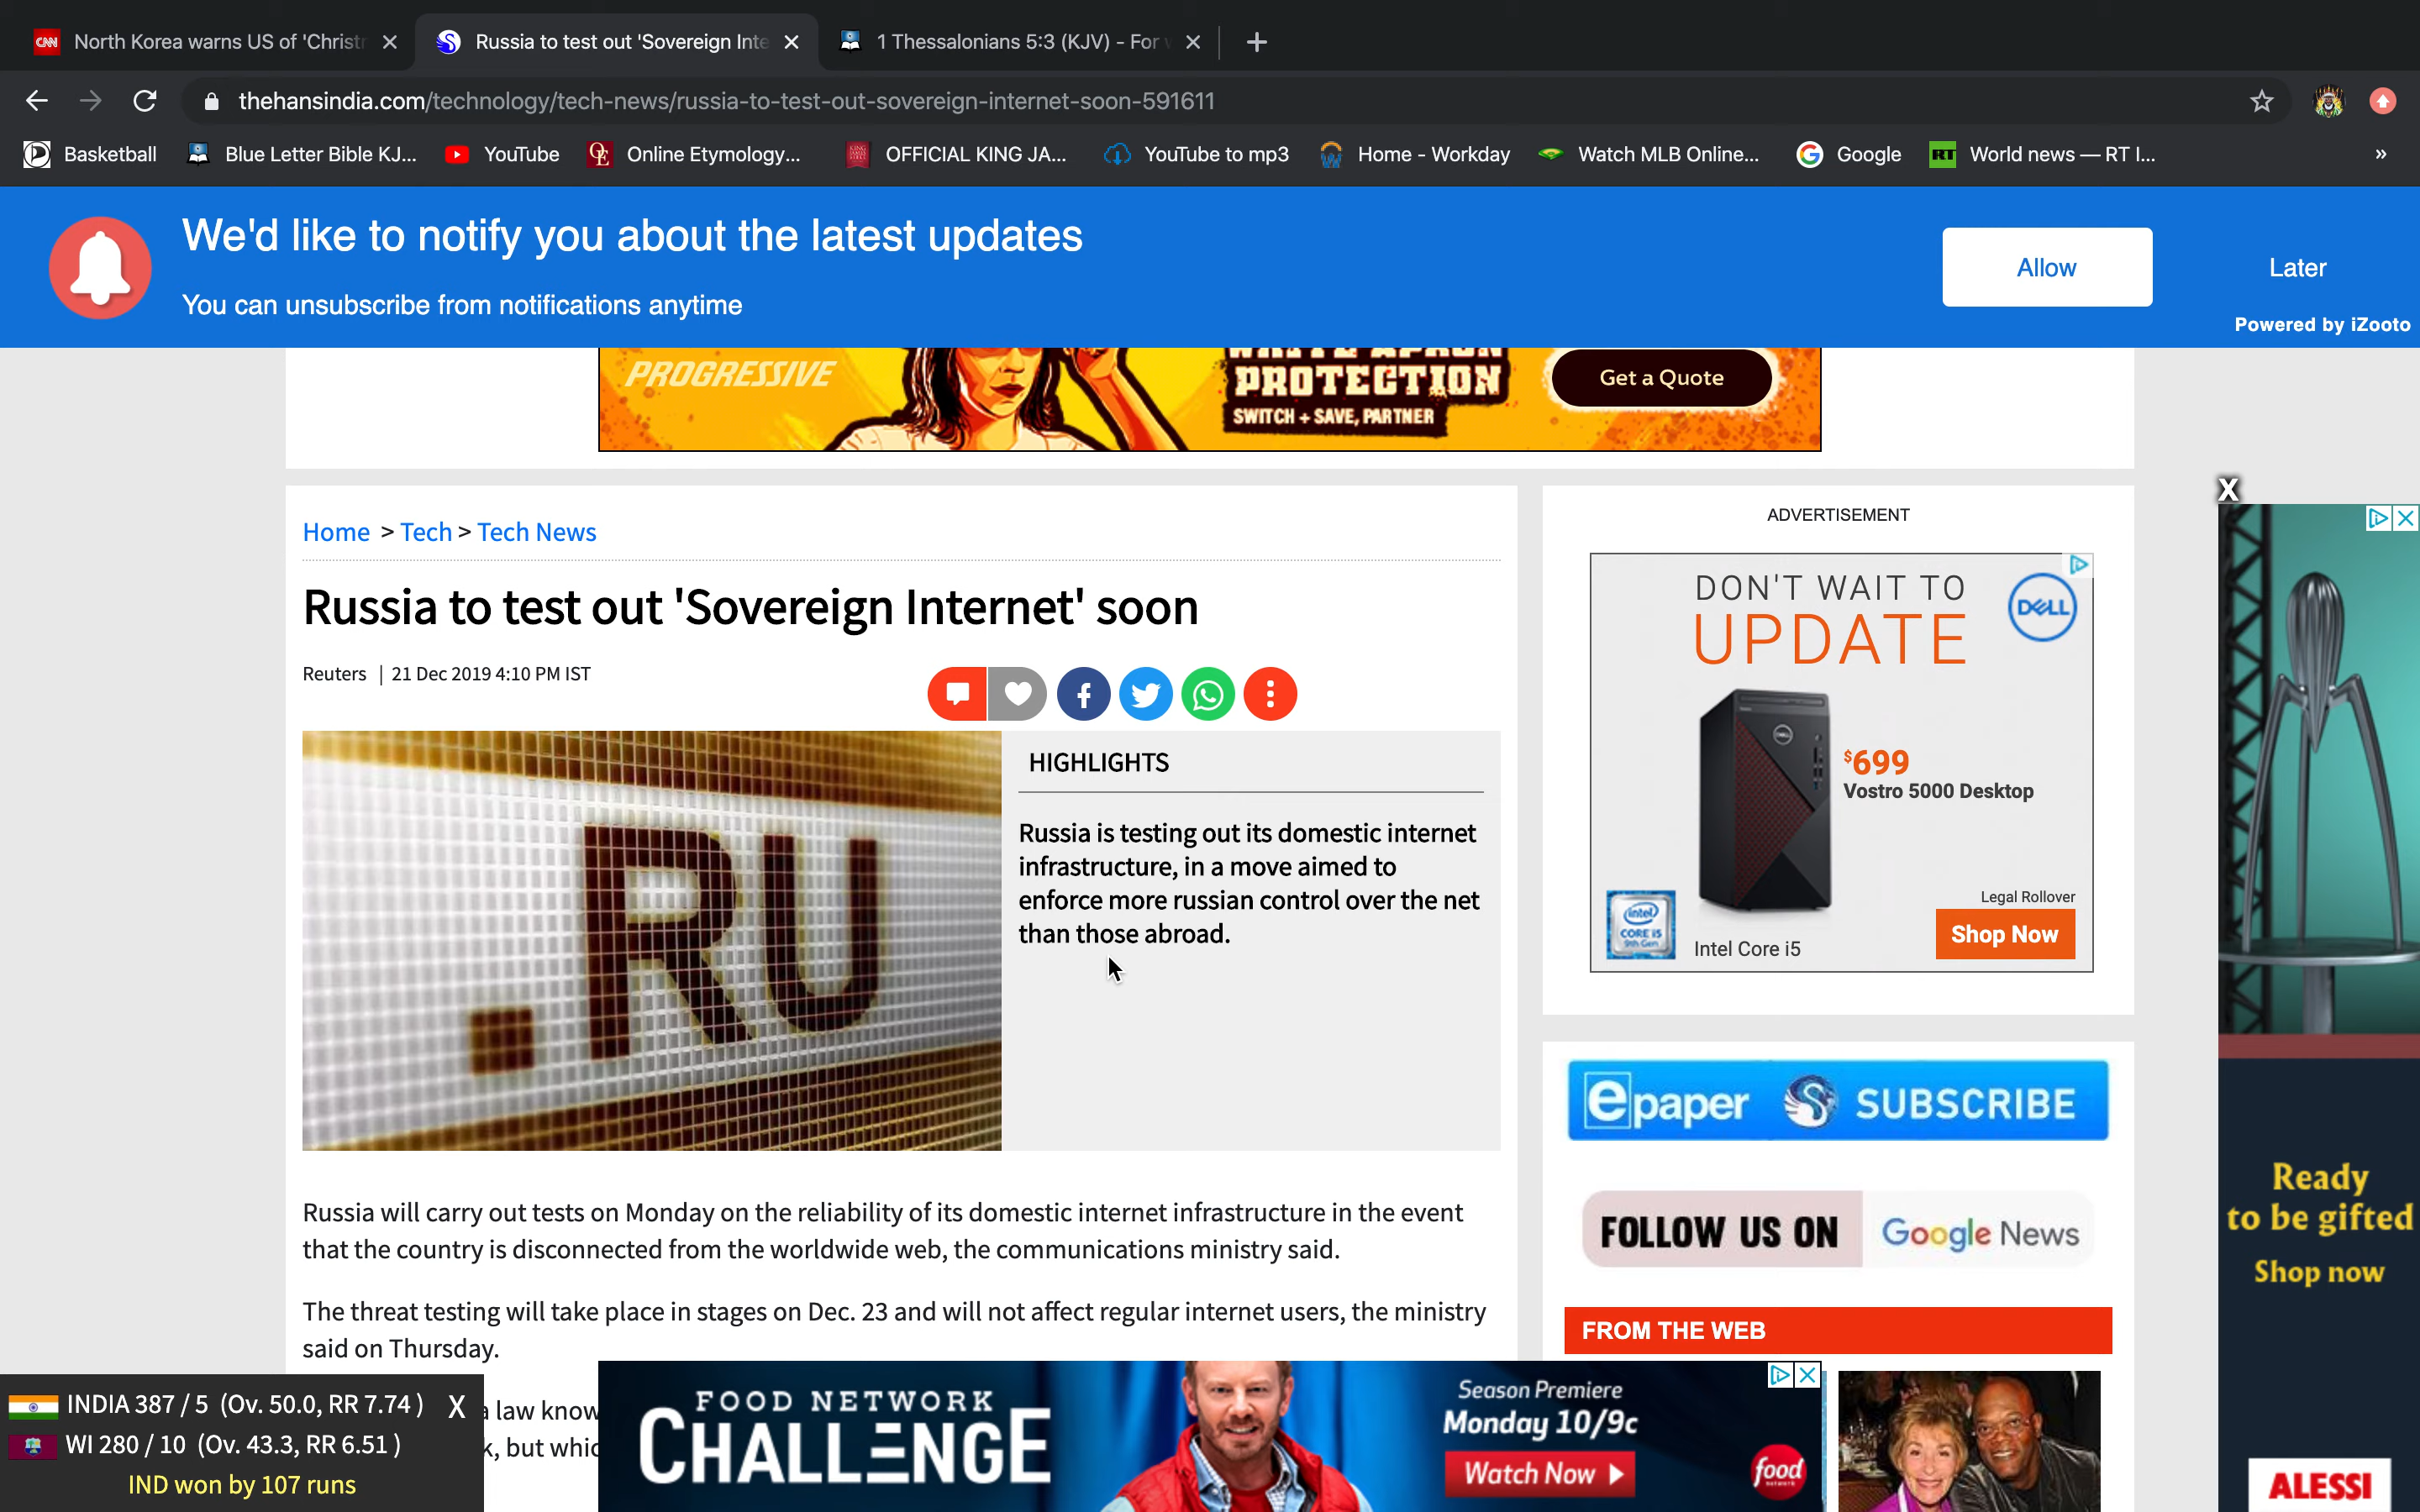 CNN North Korea warns US of 'Christ
Russia to test out 'Sovereign Inte
1 Thessalonians 5:3 (KJV) - For
thehansindia.com/technology/tech-news/russia-to-test-out-sovereign-internet-soon-591611
Basketball
Blue Letter Bible KJ...
YouTube
Online Etymology...
OFFICIAL KING JA...
YouTube to mp3
Home - Workday
Watch MLB Online...
Google
RT World news — RT I...
»
We'd like to notify you about the latest updates
You can unsubscribe from notifications anytime
Allow
Later
Powered by iZooto
PROGRESSIVE
PROTECTION
SWITCH + SAVE, PARTNER
Get a Quote
Home > Tech > Tech News
Russia to test out 'Sovereign Internet' soon
Reuters | 21 Dec 2019 4:10 PM IST
.RU
HIGHLIGHTS
Russia is testing out its domestic internet
infrastructure, in a move aimed to
enforce more russian control over the net
than those abroad.
Russia will carry out tests on Monday on the reliability of its domestic internet infrastructure in the event
that the country is disconnected from the worldwide web, the communications ministry said.
The threat testing will take place in stages on Dec. 23 and will not affect regular internet users, the ministry
said on Thursday.
law know
k, but whic
INDIA 387 / 5 (Ov. 50.0, RR 7.74 ) X
WI 280 / 10 (Ov. 43.3, RR 6.51 )
IND won by 107 runs
FOOD NETWORK
CHALLENGE
Season Premiere
Monday 10/9c
Watch Now
food
ADVERTISEMENT
DON'T WAIT TO
UPDATE
DELL
$699
Vostro 5000 Desktop
Legal Rollover
Shop Now
intel
CORE i5
9th Gen
Intel Core i5
epaper SUBSCRIBE
FOLLOW US ON Google News
FROM THE WEB
X
Ready
to be gifted
Shop now
ALESSI